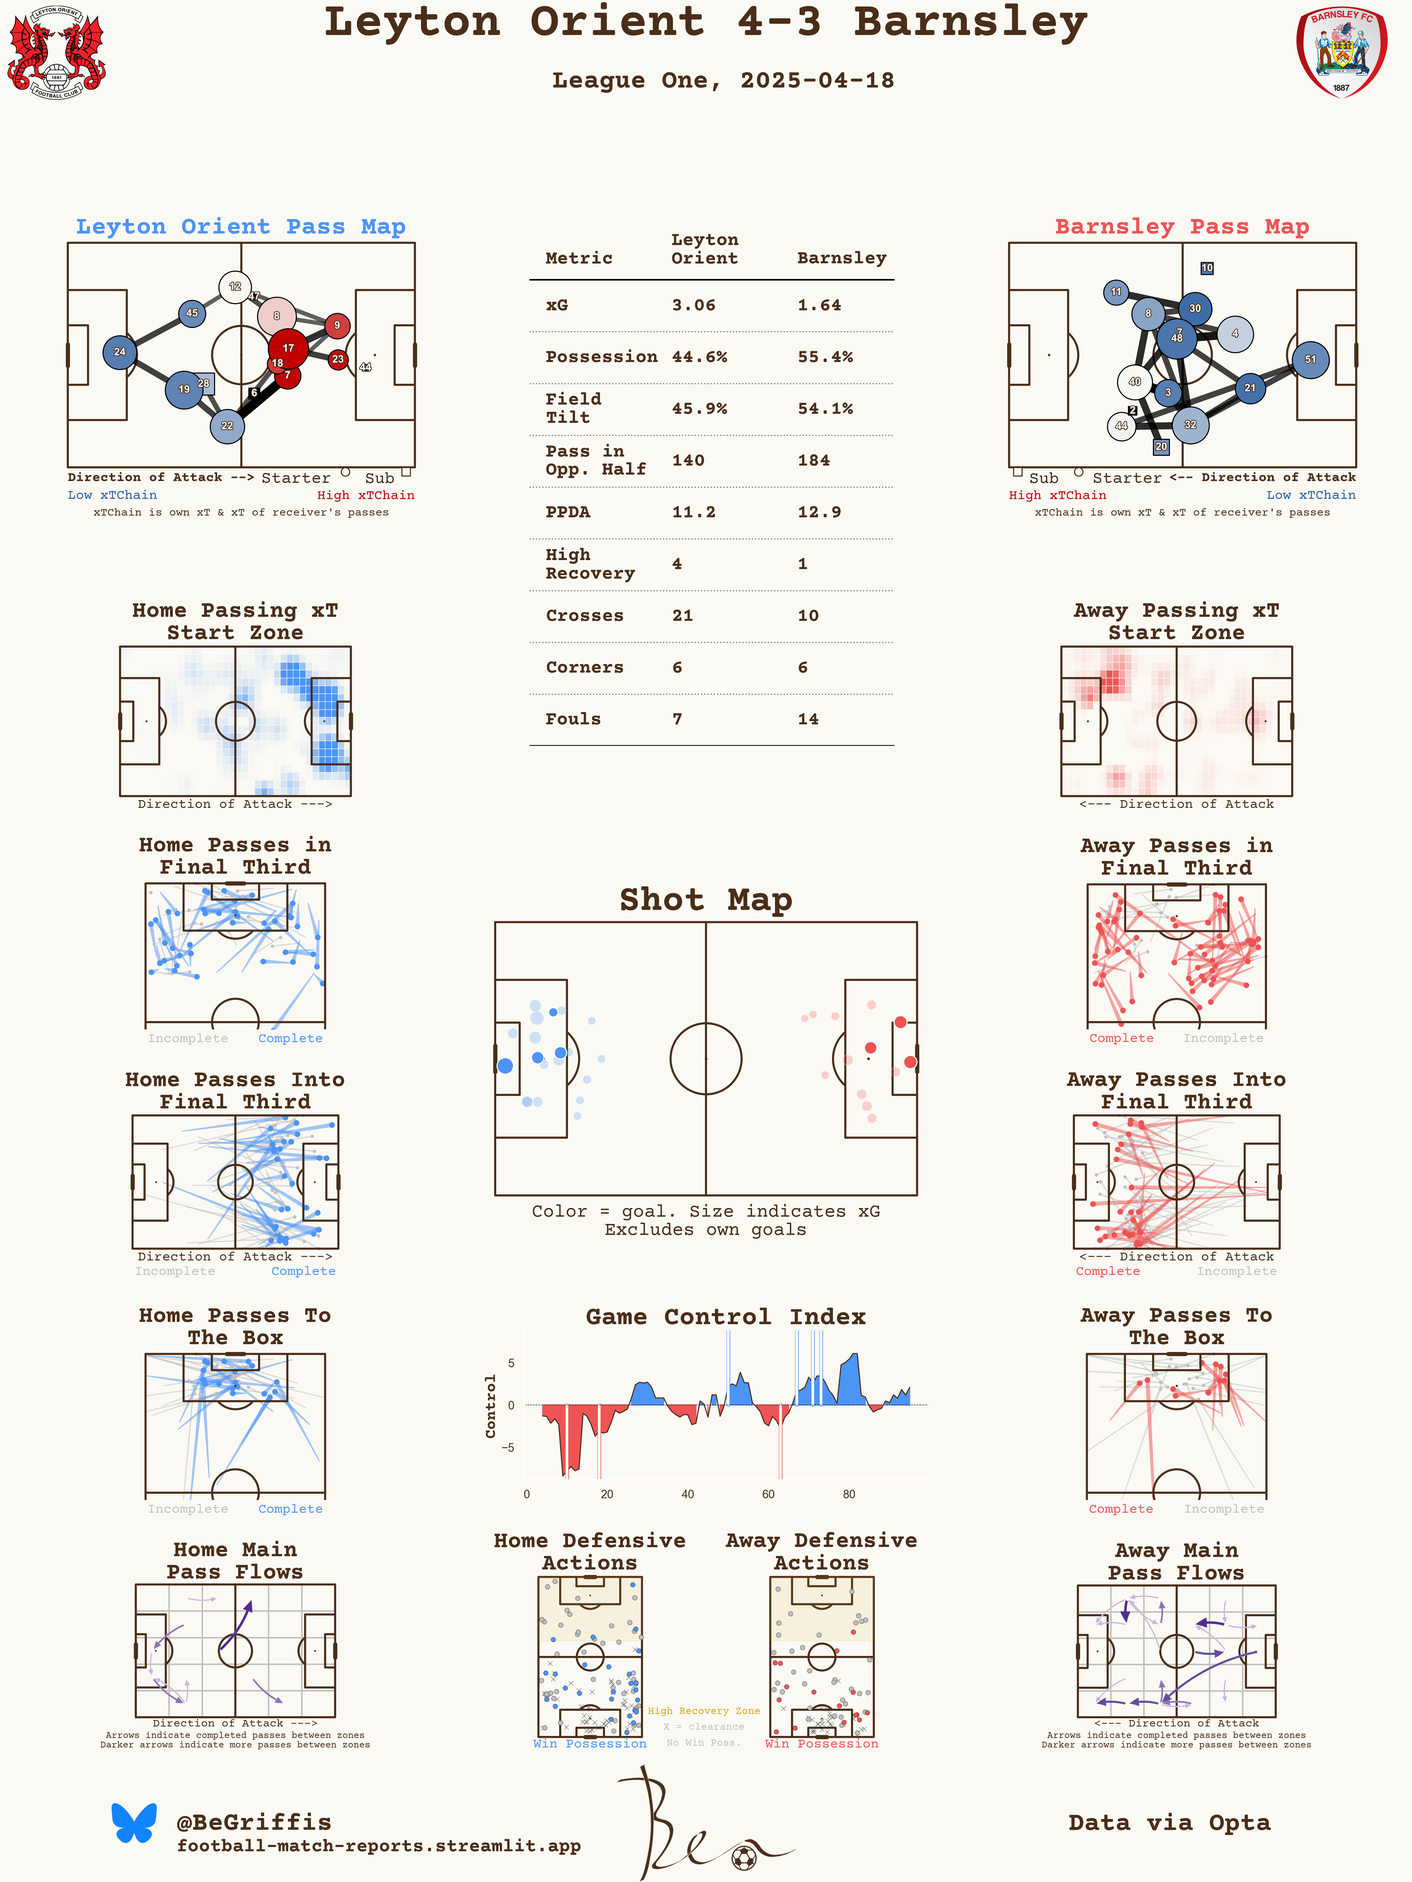 Leyton Orient 4-3 Barnsley
League One, 2025-04-18
LEYTON ORIENT
1881
FOOTBALL CLUB
BARNSLEY FC
1887
Leyton Orient Pass Map
12
47
8
45
9
17
24
18
23
44
7
19
28
6
22
Direction of Attack --> Starter Sub
Low xTChain High xTChain
xTChain is own xT & xT of receiver's passes
Metric Leyton Orient Barnsley
xG 3.06 1.64
Possession 44.6% 55.4%
Field Tilt 45.9% 54.1%
Pass in Opp. Half 140 184
PPDA 11.2 12.9
High Recovery 4 1
Crosses 21 10
Corners 6 6
Fouls 7 14
Barnsley Pass Map
10
11
30
8
7
4
48
51
40
3
21
2
44
32
20
Sub Starter <-- Direction of Attack
High xTChain Low xTChain
xTChain is own xT & xT of receiver's passes
Home Passing xT
Start Zone
Direction of Attack --->
Away Passing xT
Start Zone
<--- Direction of Attack
Home Passes in
Final Third
Incomplete Complete
Away Passes in
Final Third
Complete Incomplete
Shot Map
Color = goal. Size indicates xG
Excludes own goals
Home Passes Into
Final Third
Direction of Attack --->
Incomplete Complete
Away Passes Into
Final Third
<--- Direction of Attack
Complete Incomplete
Home Passes To
The Box
Incomplete Complete
Game Control Index
Control
5
0
−5
0 20 40 60 80
Away Passes To
The Box
Complete Incomplete
Home Main
Pass Flows
Direction of Attack --->
Arrows indicate completed passes between zones
Darker arrows indicate more passes between zones
Home Defensive
Actions
Win Possession
Away Defensive
Actions
Win Possession
High Recovery Zone
X = clearance
No Win Poss.
Away Main
Pass Flows
<--- Direction of Attack
Arrows indicate completed passes between zones
Darker arrows indicate more passes between zones
@BeGriffis
football-match-reports.streamlit.app
Ben
Data via Opta